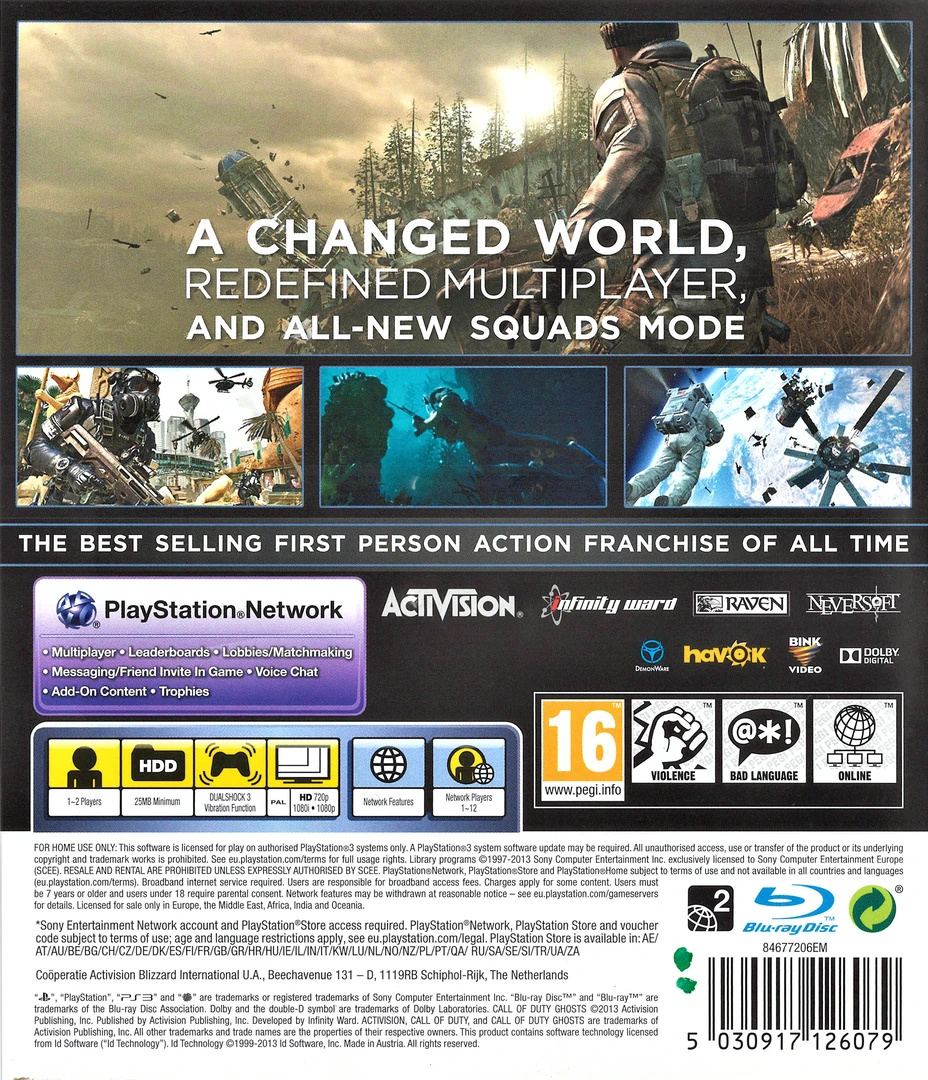 A CHANGED WORLD,
REDEFINED MULTIPLAYER,
AND ALL-NEW SQUADS MODE
THE BEST SELLING FIRST PERSON ACTION FRANCHISE OF ALL TIME
PlayStation®Network
• Multiplayer • Leaderboards • Lobbies/Matchmaking
• Messaging/Friend Invite In Game • Voice Chat
• Add-On Content • Trophies
ACTIVISION®
infinity ward
RAVEN
NEVERSOFT
DEMONWARE
havok
BINK
VIDEO
DOLBY
DIGITAL
1~2 Players
HDD
25MB Minimum
DUALSHOCK 3
Vibration Function
PAL
HD 720p
1080i • 1080p
Network Features
Network Players
1~12
16
www.pegi.info
VIOLENCE
@*!
BAD LANGUAGE
ONLINE
FOR HOME USE ONLY: This software is licensed for play on authorised PlayStation®3 systems only. A PlayStation®3 system software update may be required. All unauthorised access, use or transfer of the product or its underlying
copyright and trademark works is prohibited. See eu.playstation.com/terms for full usage rights. Library programs ©1997-2013 Sony Computer Entertainment Inc. exclusively licensed to Sony Computer Entertainment Europe
(SCEE). RESALE AND RENTAL ARE PROHIBITED UNLESS EXPRESSLY AUTHORISED BY SCEE. PlayStation®Network, PlayStation®Store and PlayStation®Home subject to terms of use and not available in all countries and languages
(eu.playstation.com/terms). Broadband internet service required. Users are responsible for broadband access fees. Charges apply for some content. Users must
be 7 years or older and users under 18 require parental consent. Network features may be withdrawn at reasonable notice – see eu.playstation.com/gameservers
for details. Licensed for sale only in Europe, the Middle East, Africa, India and Oceania.
*Sony Entertainment Network account and PlayStation®Store access required. PlayStation®Network, PlayStation Store and voucher
code subject to terms of use; age and language restrictions apply, see eu.playstation.com/legal. PlayStation Store is available in: AE/
AT/AU/BE/BG/CH/CZ/DE/DK/ES/FI/FR/GB/GR/HR/HU/IE/IL/IN/IT/KW/LU/NL/NO/NZ/PL/PT/QA/ RU/SA/SE/SI/TR/UA/ZA
Coöperatie Activision Blizzard International U.A., Beechavenue 131 – D, 1119RB Schiphol-Rijk, The Netherlands
“ ”, “PlayStation”, “PS3” and “ ” are trademarks or registered trademarks of Sony Computer Entertainment Inc. “Blu-ray Disc™” and “Blu-ray™” are
trademarks of the Blu-ray Disc Association. Dolby and the double-D symbol are trademarks of Dolby Laboratories. CALL OF DUTY GHOSTS ©2013 Activision
Publishing, Inc. Published by Activision Publishing, Inc. Developed by Infinity Ward. ACTIVISION, CALL OF DUTY, and CALL OF DUTY GHOSTS are trademarks of
Activision Publishing, Inc. All other trademarks and trade names are the properties of their respective owners. This product contains software technology licensed
from Id Software (“Id Technology”). Id Technology ©1999-2013 Id Software, Inc. Made in Austria. All rights reserved.
2
Blu-ray Disc™
84677206EM
5 030917 126079